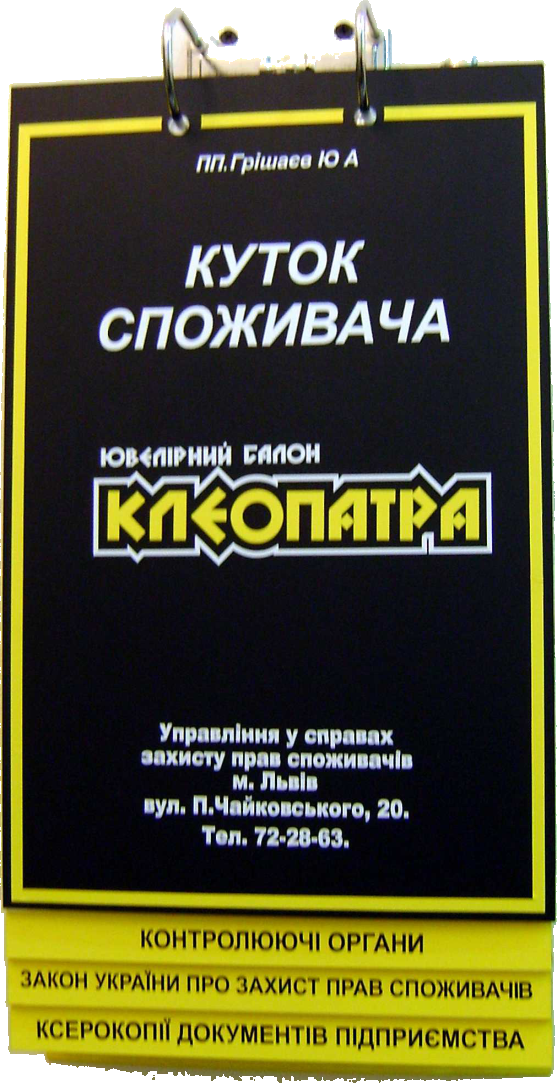 ПП.Грішаєв Ю А
КУТОК
СПОЖИВАЧА
ЮВЕЛІРНИЙ БАЛОН
КЛЕОПАТРА
Управління у справах
захисту прав споживачів
м. Львів
вул. П.Чайковського, 20.
Тел. 72-28-63.
КОНТРОЛЮЮЧІ ОРГАНИ
ЗАКОН УКРАЇНИ ПРО ЗАХИСТ ПРАВ СПОЖИВАЧІВ
КСЕРОКОПІЇ ДОКУМЕНТІВ ПІДПРИЄМСТВА